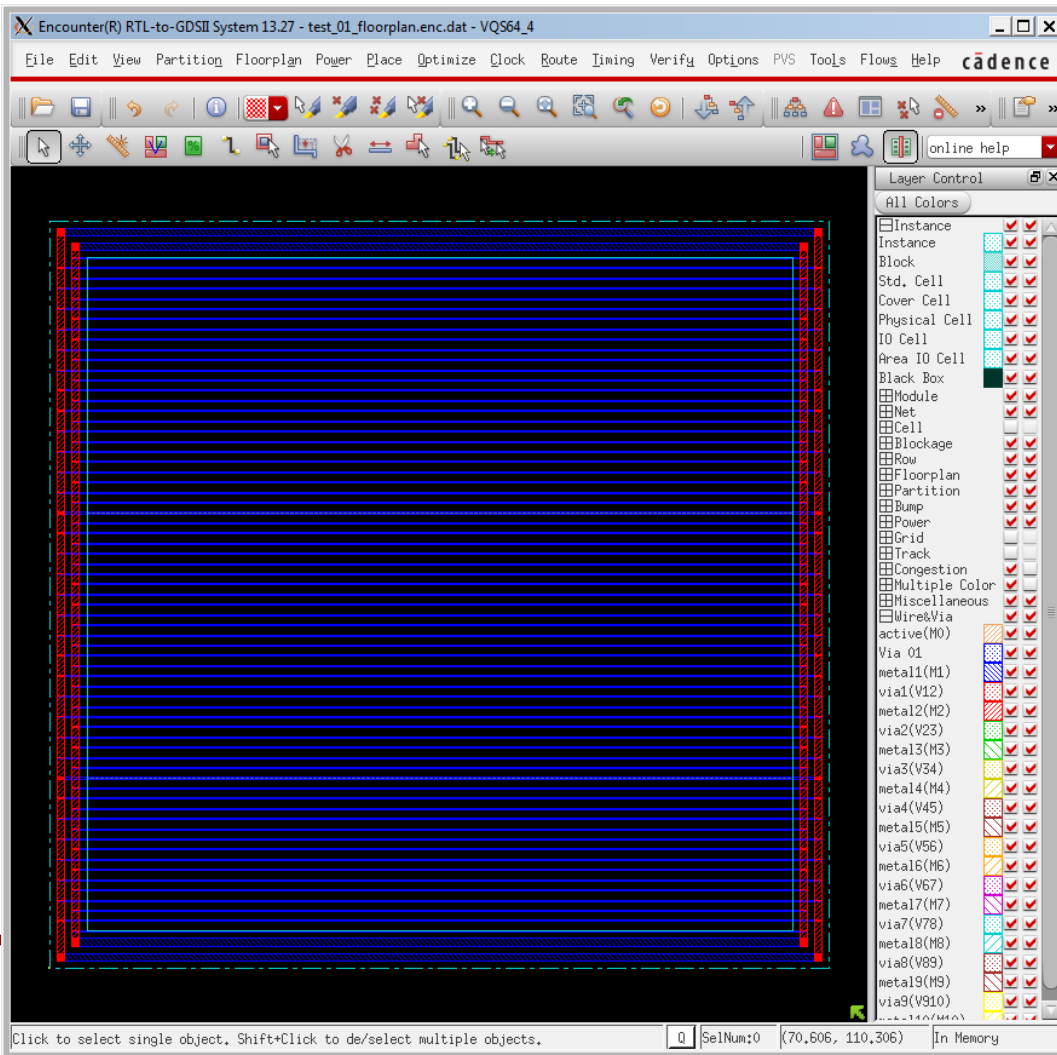 Encounter(R) RTL-to-GDSII System 13.27 - test_01_floorplan.enc.dat - VQS64_4
File Edit View Partition Floorplan Power Place Optimize Clock Route Timing Verify Options PVS Tools Flows Help cādence
online help
Layer Control
All Colors
Instance
Instance
Block
Std. Cell
Cover Cell
Physical Cell
IO Cell
Area IO Cell
Black Box
Module
Net
Cell
Blockage
Row
Floorplan
Partition
Bump
Power
Grid
Track
Congestion
Multiple Color
Miscellaneous
Wire&Via
active(M0)
Via 01
metal1(M1)
via1(V12)
metal2(M2)
via2(V23)
metal3(M3)
via3(V34)
metal4(M4)
via4(V45)
metal5(M5)
via5(V56)
metal6(M6)
via6(V67)
metal7(M7)
via7(V78)
metal8(M8)
via8(V89)
metal9(M9)
via9(V910)
metal10(M10)
Click to select single object. Shift+Click to de/select multiple objects. Q SelNum:0 (70.606, 110.306) In Memory